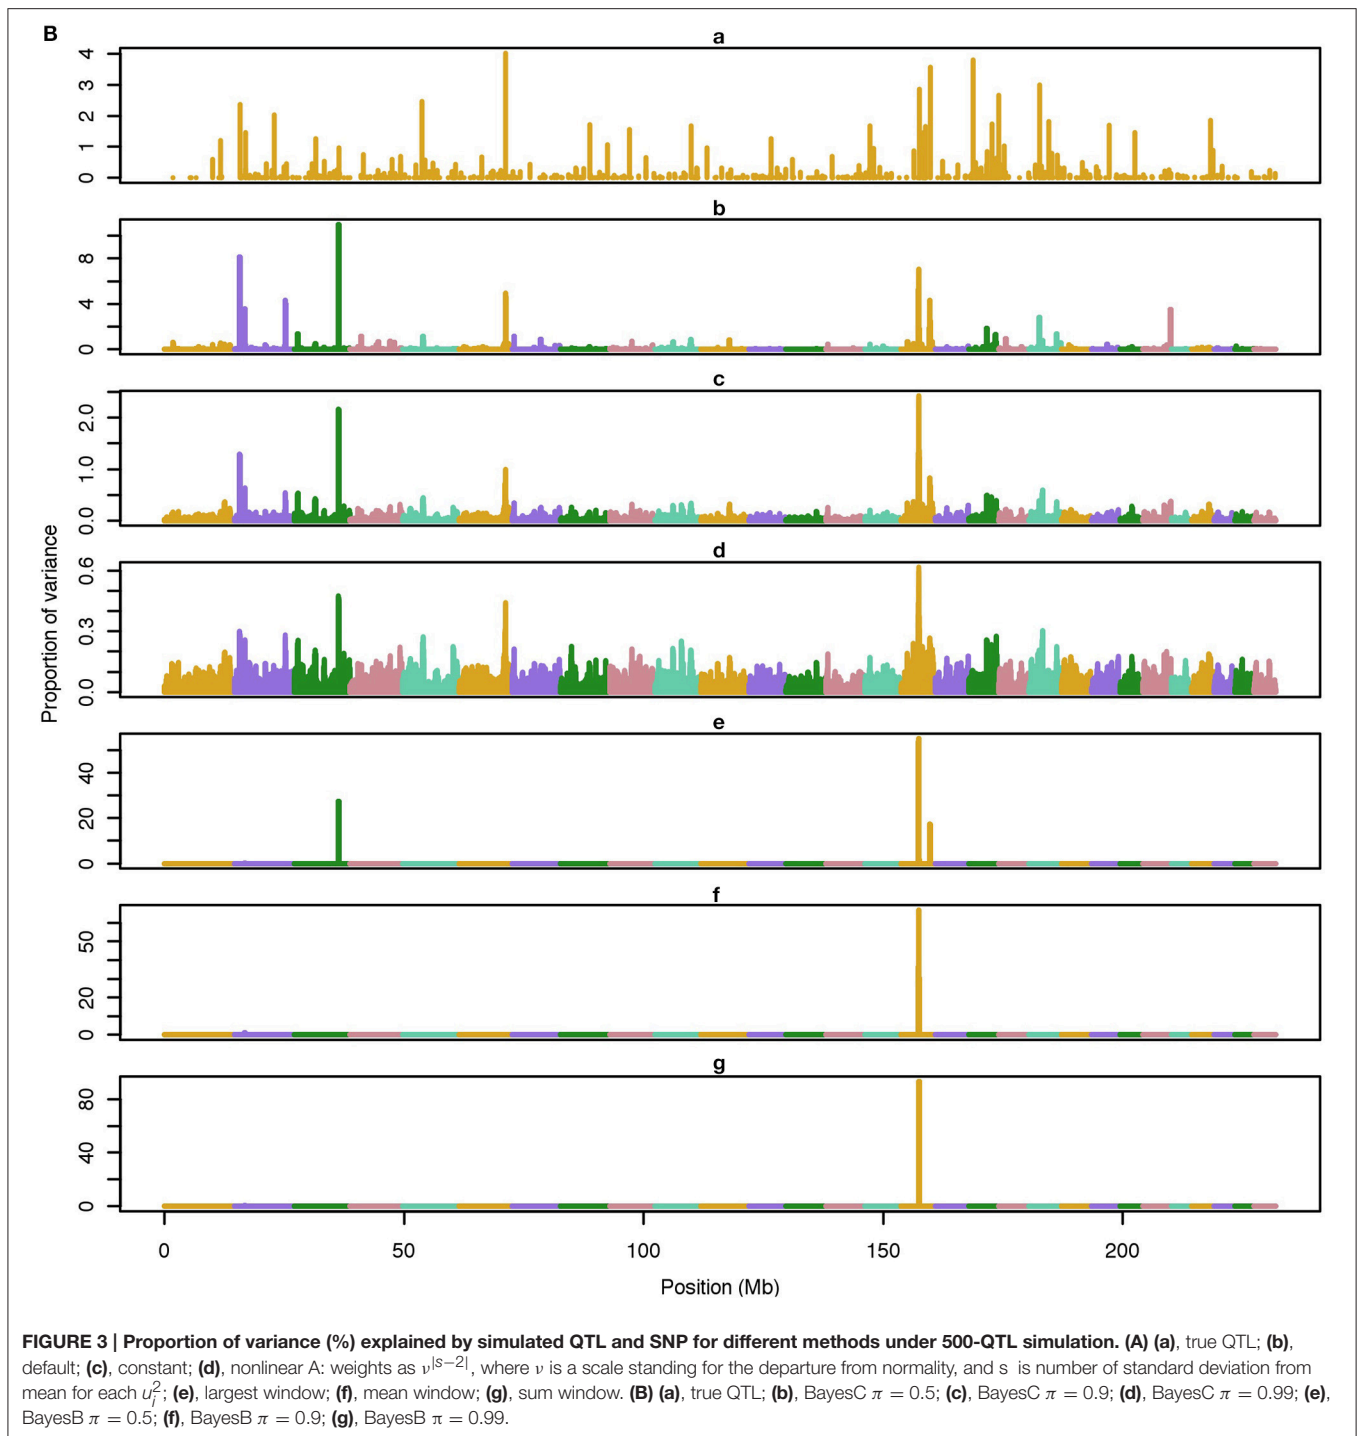 B
a
4
3
2
1
0
b
8
4
0
c
2.0
1.0
0.0
d
0.6
0.3
0.0
e
40
20
0
f
50
20
0
g
80
40
0
Proportion of variance
0 50 100 150 200
Position (Mb)
FIGURE 3 | Proportion of variance (%) explained by simulated QTL and SNP for different methods under 500-QTL simulation. (A) (a), true QTL; (b),
default; (c), constant; (d), nonlinear A: weights as ν^|s−2|, where ν is a scale standing for the departure from normality, and s is number of standard deviation from
mean for each u_i^2; (e), largest window; (f), mean window; (g), sum window. (B) (a), true QTL; (b), BayesC π = 0.5; (c), BayesC π = 0.9; (d), BayesC π = 0.99; (e),
BayesB π = 0.5; (f), BayesB π = 0.9; (g), BayesB π = 0.99.